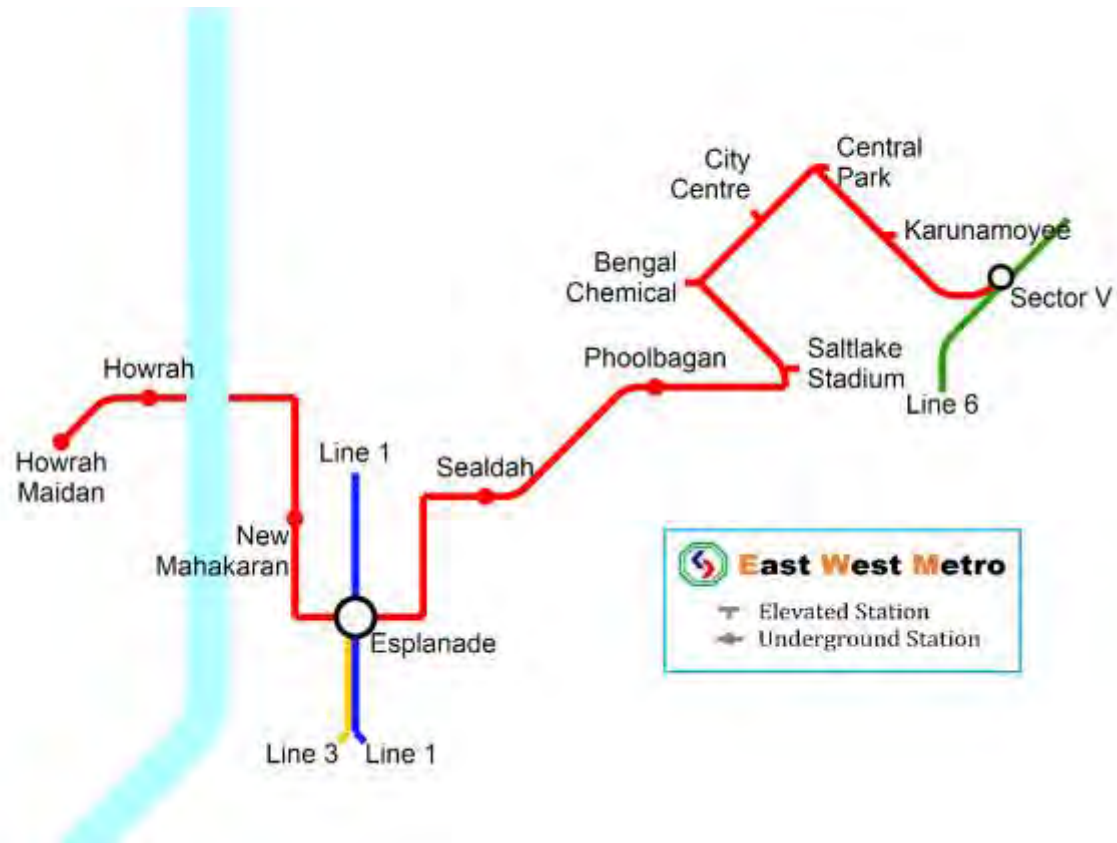 City
Centre
Central
Park
Karunamoyee
Bengal
Chemical
Sector V
Saltlake
Stadium
Phoolbagan
Howrah
Line 6
Howrah
Maidan
Line 1
Sealdah
New
Mahakaran
East West Metro
Elevated Station
Underground Station
Esplanade
Line 3
Line 1